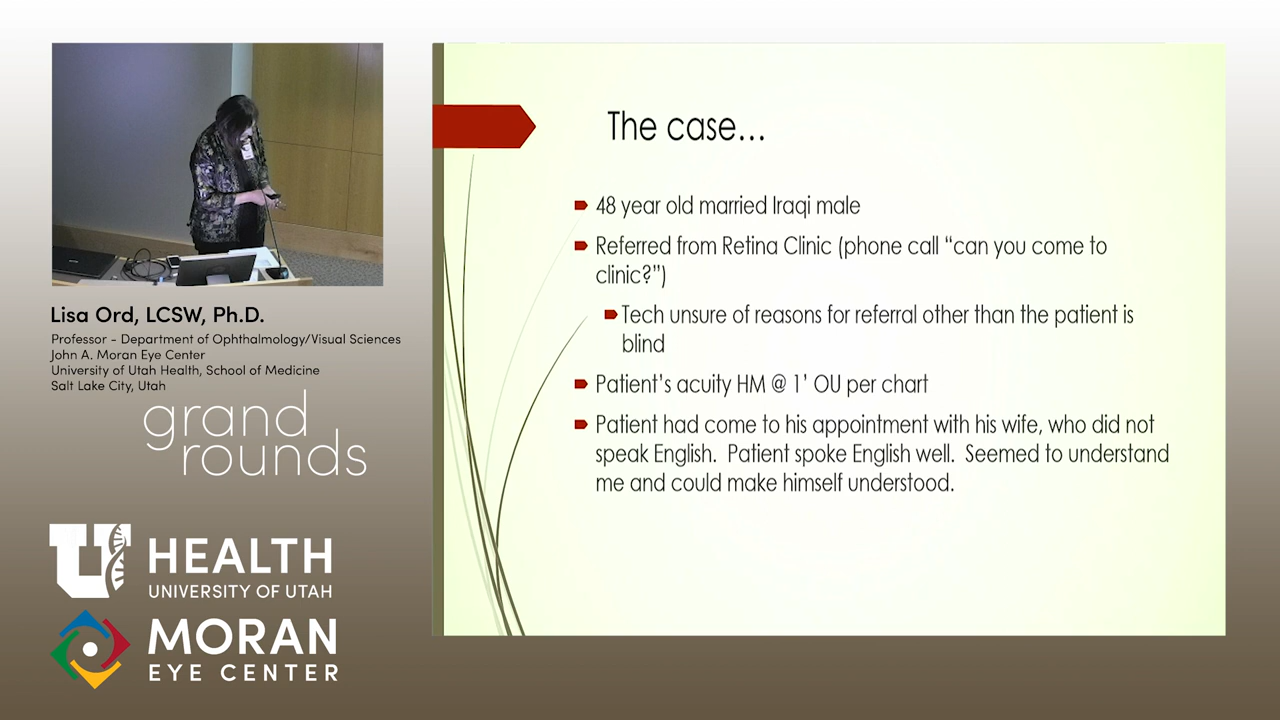 The case...
48 year old married Iraqi male
Referred from Retina Clinic (phone call “can you come to
clinic?”)
Tech unsure of reasons for referral other than the patient is
blind
Patient’s acuity HM @ 1’ OU per chart
Patient had come to his appointment with his wife, who did not
speak English.  Patient spoke English well.  Seemed to understand
me and could make himself understood.
Lisa Ord, LCSW, Ph.D.
Professor - Department of Ophthalmology/Visual Sciences
John A. Moran Eye Center
University of Utah Health, School of Medicine
Salt Lake City, Utah
grand
rounds
U HEALTH
UNIVERSITY OF UTAH
MORAN
EYE CENTER